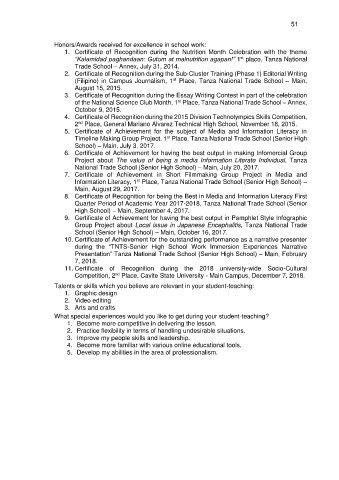 51
Honors/Awards received for excellence in school work:
1. Certificate of Recognition during the Nutrition Month Celebration with the theme
"Kalamidad paghandaan: Gutom at malnutrition agapan!" 1st place, Tanza National
Trade School – Annex, July 31, 2014.
2. Certificate of Recognition during the Sub-Cluster Training (Phase 1) Editorial Writing
(Filipino) in Campus Journalism, 1st Place, Tanza National Trade School – Main,
August 15, 2015.
3. Certificate of Recognition during the Essay Writing Contest in part of the celebration
of the National Science Club Month, 1st Place, Tanza National Trade School – Annex,
October 9, 2015.
4. Certificate of Recognition during the 2015 Division Technolympics Skills Competition,
2nd Place, General Mariano Alvarez Technical High School, November 18, 2015.
5. Certificate of Achievement for the subject of Media and Information Literacy in
Timeline Making Group Project, 1st Place, Tanza National Trade School (Senior High
School) – Main, July 3, 2017.
6. Certificate of Achievement for having the best output in making Infomercial Group
Project about The value of being a media Information Literate Individual, Tanza
National Trade School (Senior High School) – Main, July 20, 2017.
7. Certificate of Achievement in Short Filmmaking Group Project in Media and
Information Literacy, 1st Place, Tanza National Trade School (Senior High School) –
Main, August 29, 2017.
8. Certificate of Recognition for being the Best in Media and Information Literacy First
Quarter Period of Academic Year 2017-2018, Tanza National Trade School (Senior
High School) – Main, September 4, 2017.
9. Certificate of Achievement for having the best output in Pamphlet Style Infographic
Group Project about Local issue in Japanese Encephalitis, Tanza National Trade
School (Senior High School) – Main, October 16, 2017.
10. Certificate of Achievement for the outstanding performance as a narrative presenter
during the "TNTS-Senior High School Work Immersion Experiences Narrative
Presentation" Tanza National Trade School (Senior High School) – Main, February
7, 2018.
11. Certificate of Recognition during the 2018 university-wide Socio-Cultural
Competition, 2nd Place, Cavite State University - Main Campus, December 7, 2018.
Talents or skills which you believe are relevant in your student-teaching:
1. Graphic design
2. Video editing
3. Arts and crafts
What special experiences would you like to get during your student-teaching?
1. Become more competitive in delivering the lesson.
2. Practice flexibility in terms of handling undesirable situations.
3. Improve my people skills and leadership.
4. Become more familiar with various online educational tools.
5. Develop my abilities in the area of professionalism.